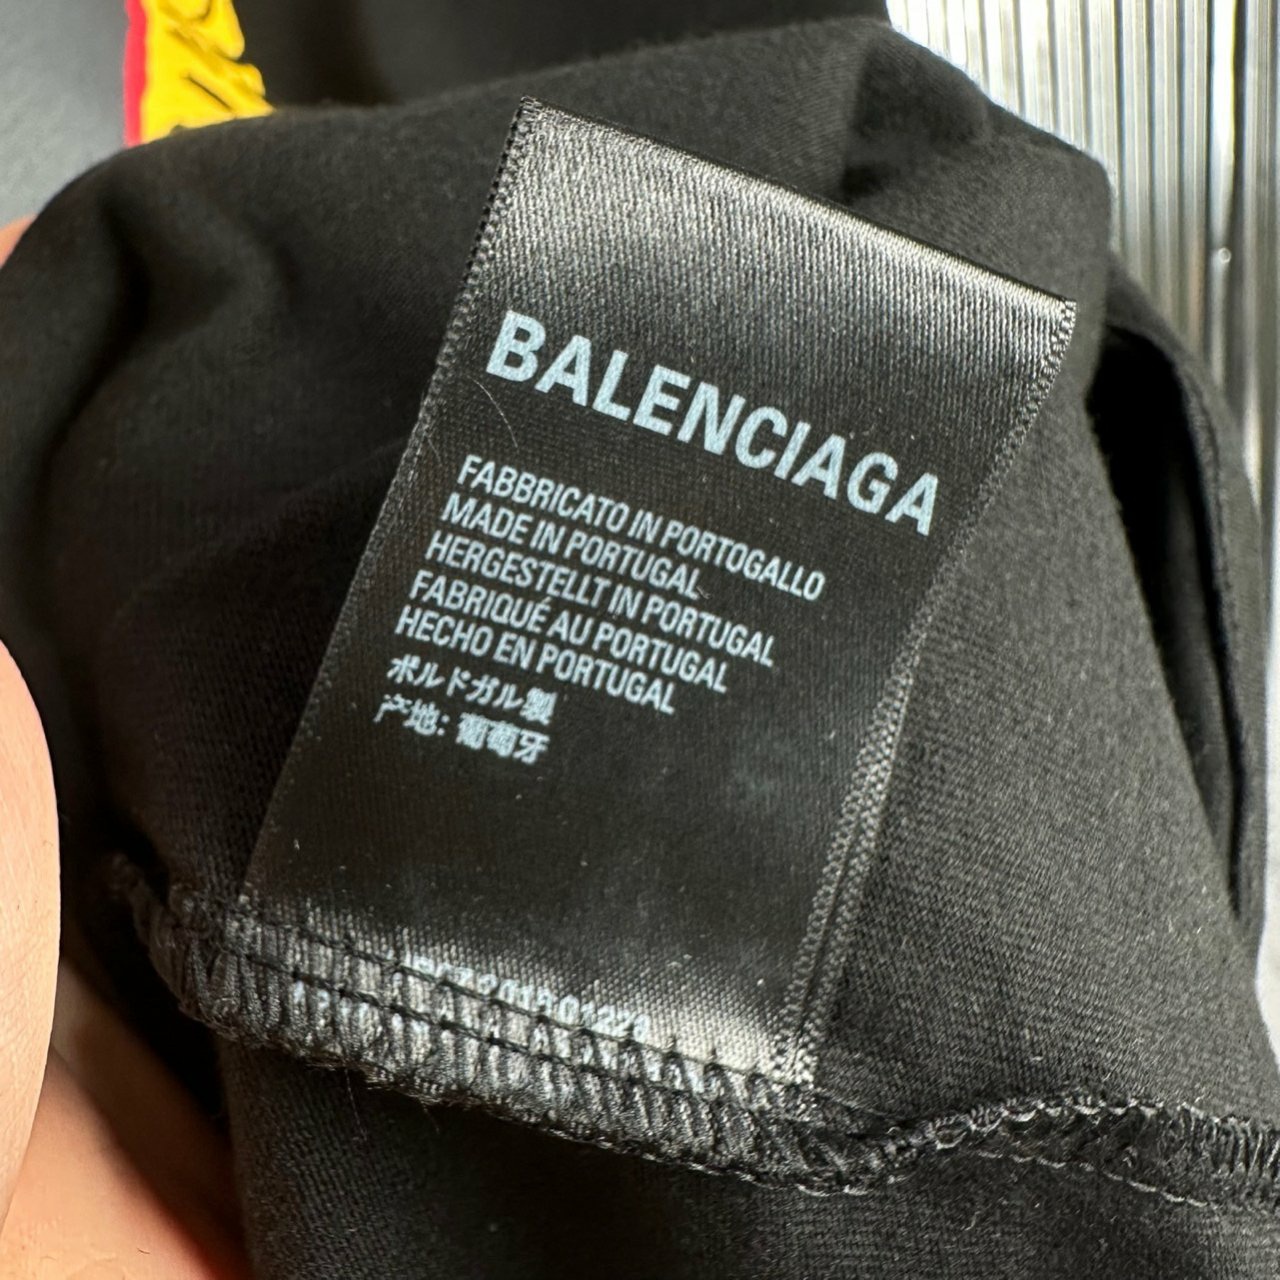 BALENCIAGA
FABBRICATO IN PORTOGALLO
MADE IN PORTUGAL
HERGESTELLT IN PORTUGAL
FABRIQUÉ AU PORTUGAL
HECHO EN PORTUGAL
ポルドガル製
产地: 葡萄牙